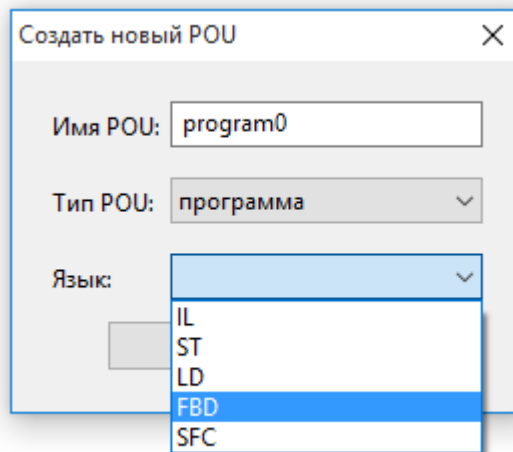 Создать новый POU
Имя POU: program0
Тип POU: программа
Язык:
IL
ST
LD
FBD
SFC